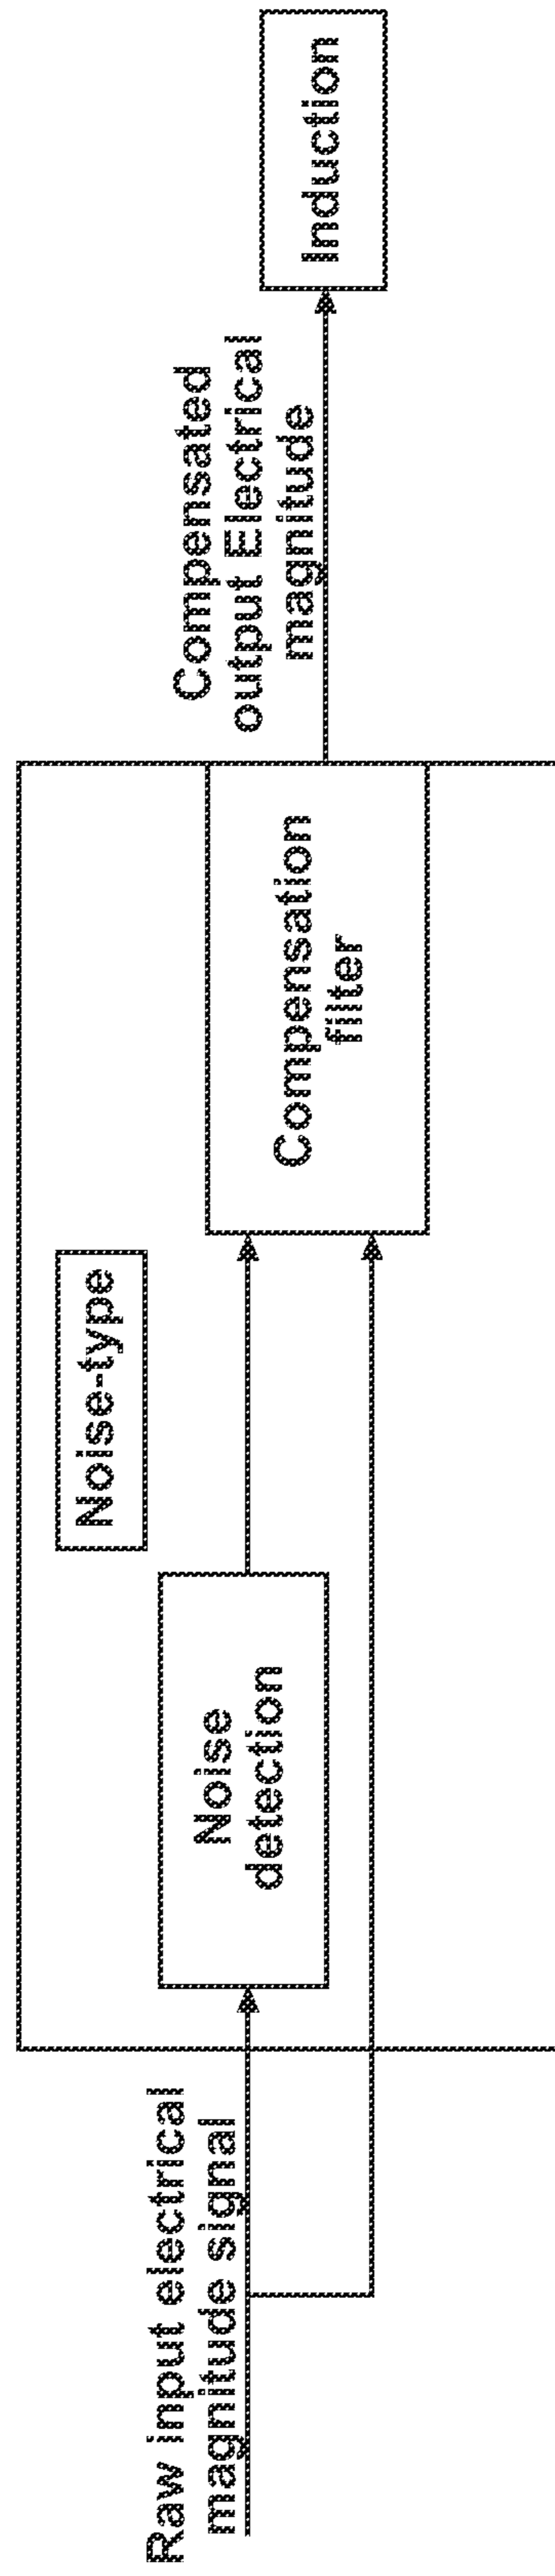 Raw input electrical
magnitude signal
Noise
detection
Noise-type
Compensation
filter
Compensated
output Electrical
magnitude
Induction